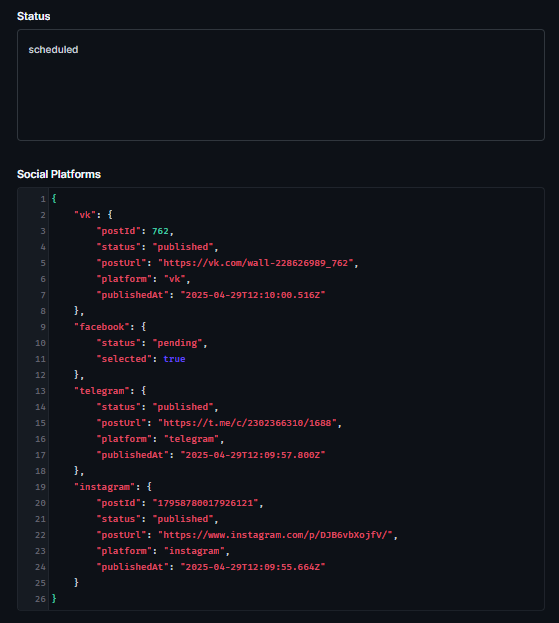 Status
scheduled
Social Platforms
1 {
2 "vk": {
3 "postId": 762,
4 "status": "published",
5 "postUrl": "https://vk.com/wall-228626989_762",
6 "platform": "vk",
7 "publishedAt": "2025-04-29T12:10:00.516Z"
8 },
9 "facebook": {
10 "status": "pending",
11 "selected": true
12 },
13 "telegram": {
14 "status": "published",
15 "postUrl": "https://t.me/c/2302366310/1688",
16 "platform": "telegram",
17 "publishedAt": "2025-04-29T12:09:57.800Z"
18 },
19 "instagram": {
20 "postId": "17958780017926121",
21 "status": "published",
22 "postUrl": "https://www.instagram.com/p/DJB6vbXojfV/",
23 "platform": "instagram",
24 "publishedAt": "2025-04-29T12:09:55.664Z"
25 }
26 }